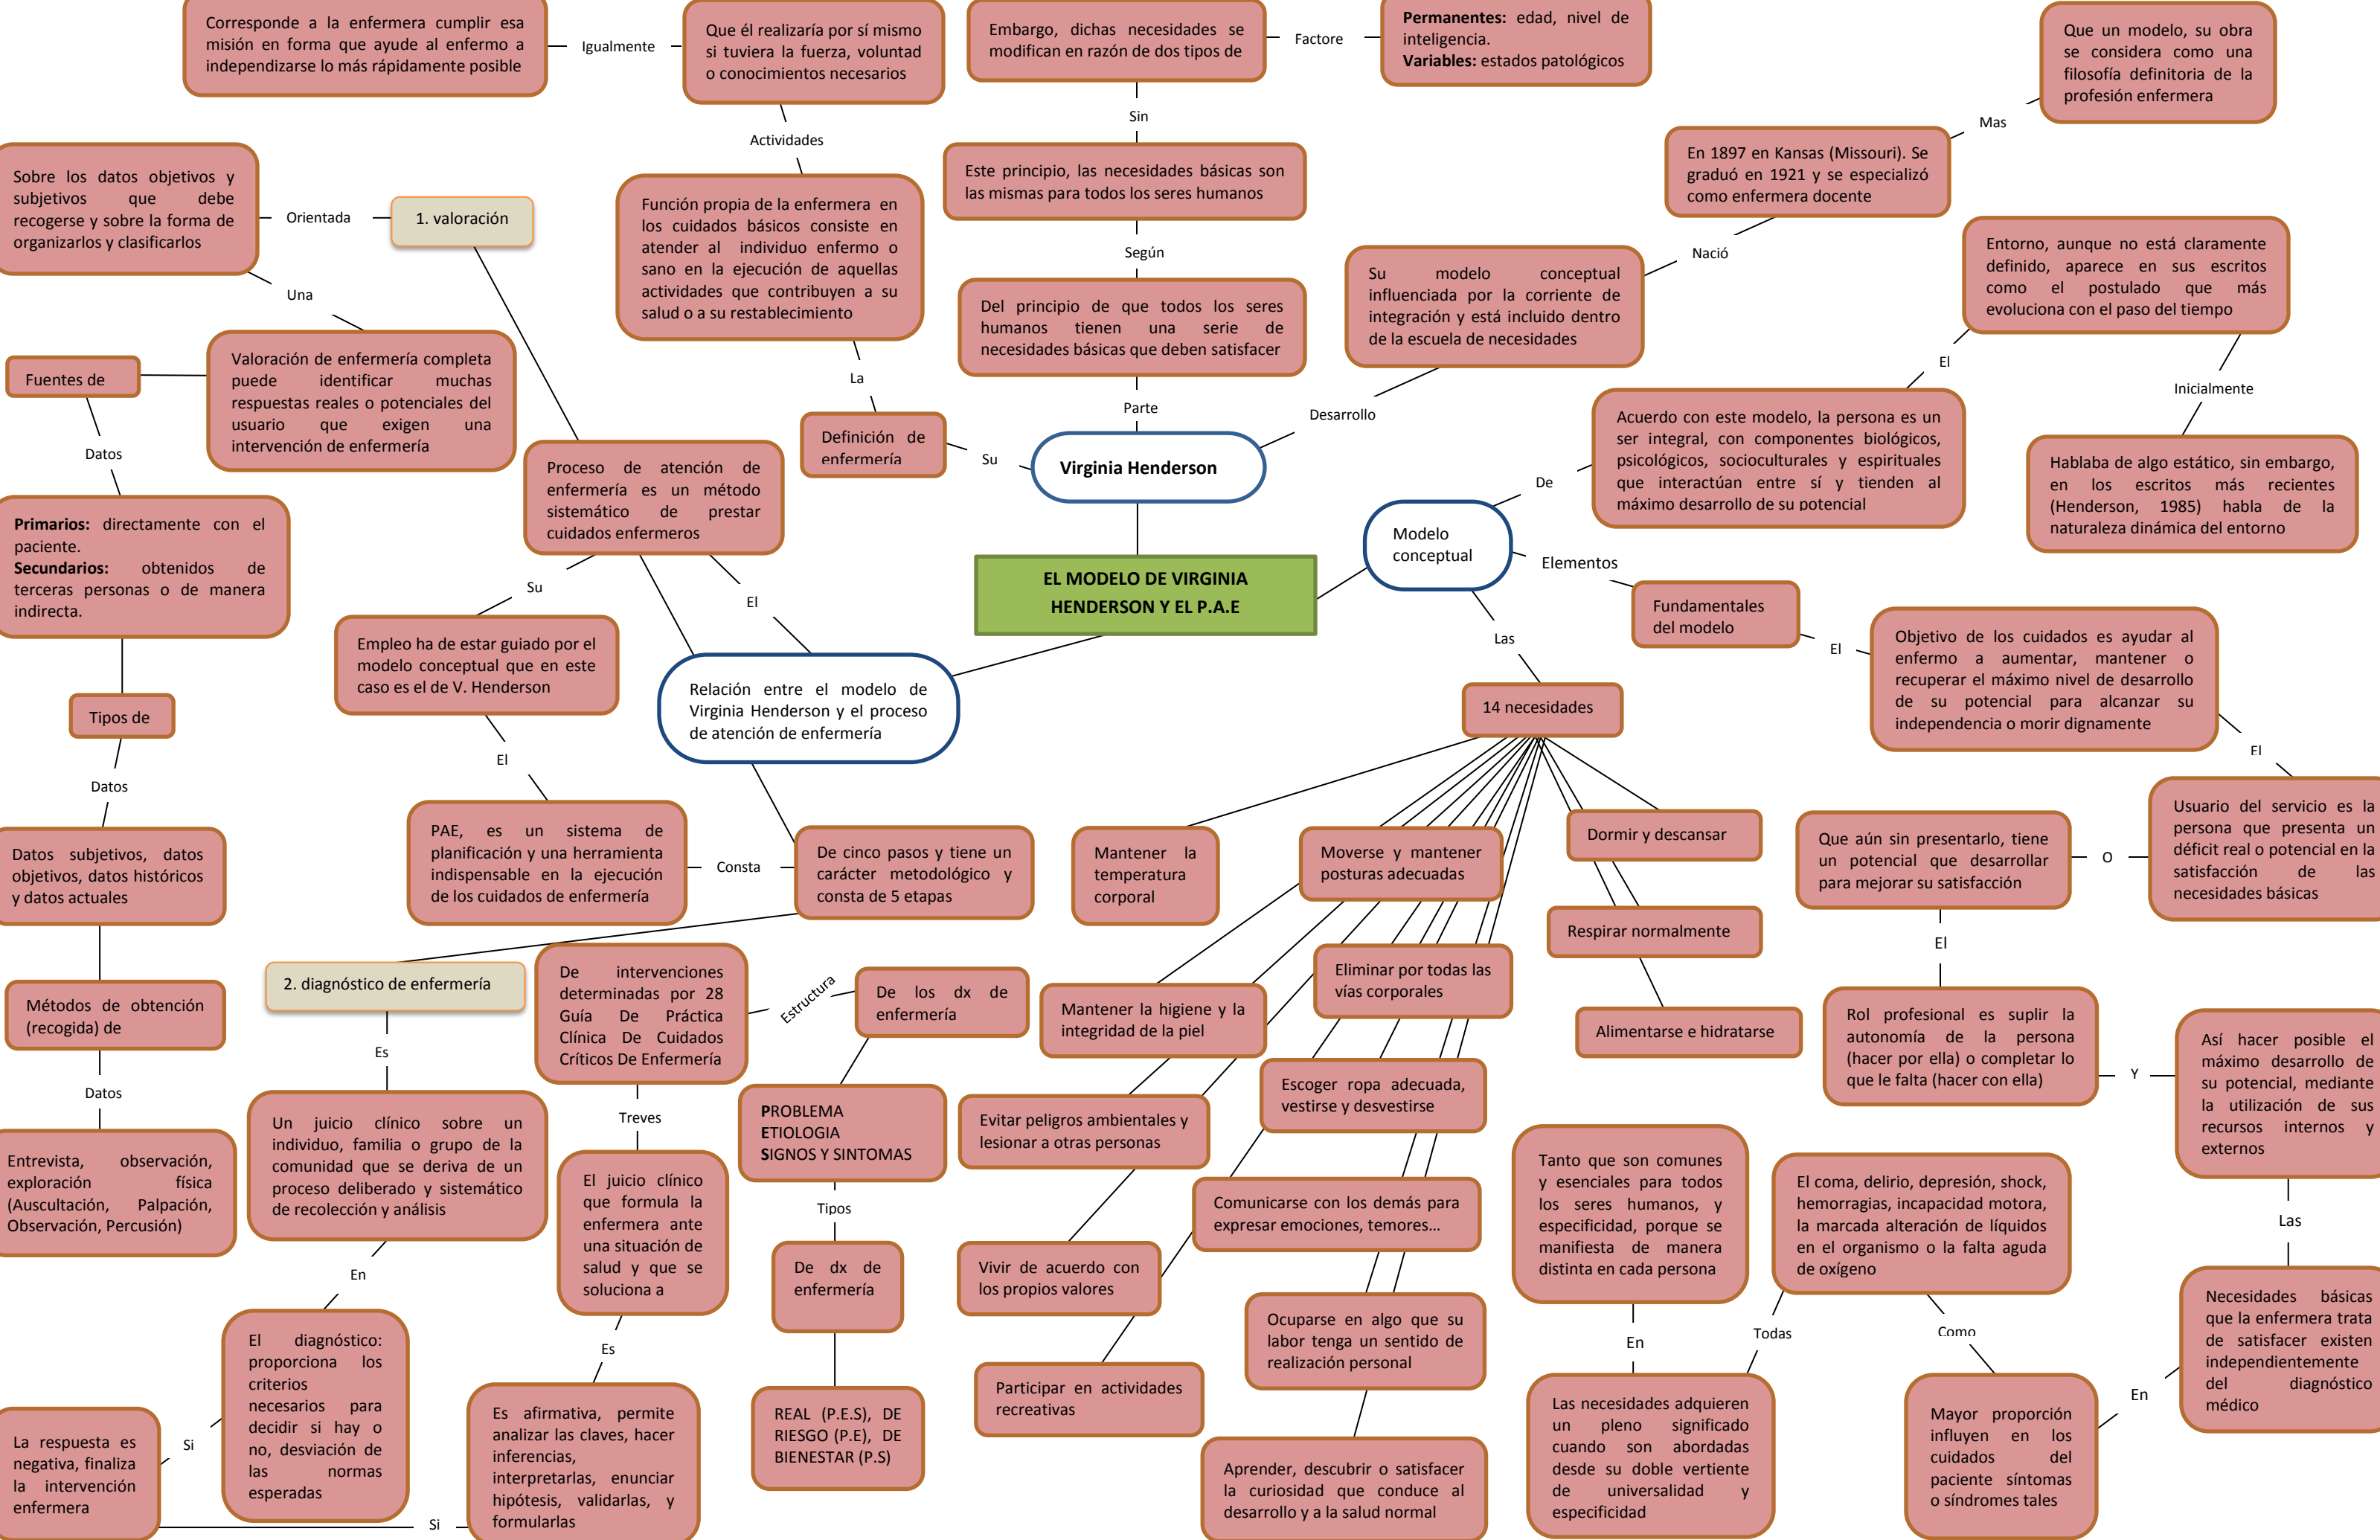 Corresponde a la enfermera cumplir esa
misión en forma que ayude al enfermo a
independizarse lo más rápidamente posible
Igualmente
Que él realizaría por sí mismo
si tuviera la fuerza, voluntad
o conocimientos necesarios
Embargo, dichas necesidades se
modifican en razón de dos tipos de
Factore
Permanentes: edad, nivel de
inteligencia.
Variables: estados patológicos
Que un modelo, su obra
se considera como una
filosofía definitoria de la
profesión enfermera
Mas
Actividades
Sin
En 1897 en Kansas (Missouri). Se
graduó en 1921 y se especializó
como enfermera docente
Sobre los datos objetivos y
subjetivos que debe
recogerse y sobre la forma de
organizarlos y clasificarlos
Orientada
1. valoración
Función propia de la enfermera en
los cuidados básicos consiste en
atender al individuo enfermo o
sano en la ejecución de aquellas
actividades que contribuyen a su
salud o a su restablecimiento
Este principio, las necesidades básicas son
las mismas para todos los seres humanos
Según
Nació
Su modelo conceptual
influenciada por la corriente de
integración y está incluido dentro
de la escuela de necesidades
Entorno, aunque no está claramente
definido, aparece en sus escritos
como el postulado que más
evoluciona con el paso del tiempo
Una
Del principio de que todos los seres
humanos tienen una serie de
necesidades básicas que deben satisfacer
Fuentes de
Valoración de enfermería completa
puede identificar muchas
respuestas reales o potenciales del
usuario que exigen una
intervención de enfermería
La
Parte
Desarrollo
El
Inicialmente
Datos
Definición de
enfermería
Su
Virginia Henderson
Acuerdo con este modelo, la persona es un
ser integral, con componentes biológicos,
psicológicos, socioculturales y espirituales
que interactúan entre sí y tienden al
máximo desarrollo de su potencial
De
Hablaba de algo estático, sin embargo,
en los escritos más recientes
(Henderson, 1985) habla de la
naturaleza dinámica del entorno
Proceso de atención de
enfermería es un método
sistemático de prestar
cuidados enfermeros
Primarios: directamente con el
paciente.
Secundarios: obtenidos de
terceras personas o de manera
indirecta.
Modelo
conceptual
Elementos
EL MODELO DE VIRGINIA
HENDERSON Y EL P.A.E
Su
El
Fundamentales
del modelo
Las
El
Objetivo de los cuidados es ayudar al
enfermo a aumentar, mantener o
recuperar el máximo nivel de desarrollo
de su potencial para alcanzar su
independencia o morir dignamente
Empleo ha de estar guiado por el
modelo conceptual que en este
caso es el de V. Henderson
Relación entre el modelo de
Virginia Henderson y el proceso
de atención de enfermería
Tipos de
14 necesidades
El
El
Datos
PAE, es un sistema de
planificación y una herramienta
indispensable en la ejecución
de los cuidados de enfermería
Consta
De cinco pasos y tiene un
carácter metodológico y
consta de 5 etapas
Mantener la
temperatura
corporal
Moverse y mantener
posturas adecuadas
Dormir y descansar
Que aún sin presentarlo, tiene
un potencial que desarrollar
para mejorar su satisfacción
O
Usuario del servicio es la
persona que presenta un
déficit real o potencial en la
satisfacción de las
necesidades básicas
Datos subjetivos, datos
objetivos, datos históricos
y datos actuales
Respirar normalmente
El
2. diagnóstico de enfermería
De intervenciones
determinadas por 28
Guía De Práctica
Clínica De Cuidados
Críticos De Enfermería
Estructura
De los dx de
enfermería
Mantener la higiene y la
integridad de la piel
Eliminar por todas las
vías corporales
Alimentarse e hidratarse
Métodos de obtención
(recogida) de
Rol profesional es suplir la
autonomía de la persona
(hacer por ella) o completar lo
que le falta (hacer con ella)
Y
Así hacer posible el
máximo desarrollo de
su potencial, mediante
la utilización de sus
recursos internos y
externos
Es
Datos
Treves
PROBLEMA
ETIOLOGIA
SIGNOS Y SINTOMAS
Evitar peligros ambientales y
lesionar a otras personas
Escoger ropa adecuada,
vestirse y desvestirse
Entrevista, observación,
exploración física
(Auscultación, Palpación,
Observación, Percusión)
Un juicio clínico sobre un
individuo, familia o grupo de la
comunidad que se deriva de un
proceso deliberado y sistemático
de recolección y análisis
El juicio clínico
que formula la
enfermera ante
una situación de
salud y que se
soluciona a
Tipos
Comunicarse con los demás para
expresar emociones, temores...
Tanto que son comunes
y esenciales para todos
los seres humanos, y
especificidad, porque se
manifiesta de manera
distinta en cada persona
El coma, delirio, depresión, shock,
hemorragias, incapacidad motora,
la marcada alteración de líquidos
en el organismo o la falta aguda
de oxígeno
Las
En
De dx de
enfermería
Vivir de acuerdo con
los propios valores
Ocuparse en algo que su
labor tenga un sentido de
realización personal
En
Todas
Como
Necesidades básicas
que la enfermera trata
de satisfacer existen
independientemente
del diagnóstico
médico
El diagnóstico:
proporciona los
criterios
necesarios para
decidir si hay o
no, desviación de
las normas
esperadas
Es
Participar en actividades
recreativas
En
La respuesta es
negativa, finaliza
la intervención
enfermera
Si
Es afirmativa, permite
analizar las claves, hacer
inferencias,
interpretarlas, enunciar
hipótesis, validarlas, y
formularlas
REAL (P.E.S), DE
RIESGO (P.E), DE
BIENESTAR (P.S)
Aprender, descubrir o satisfacer
la curiosidad que conduce al
desarrollo y a la salud normal
Las necesidades adquieren
un pleno significado
cuando son abordadas
desde su doble vertiente
de universalidad y
especificidad
Mayor proporción
influyen en los
cuidados del
paciente síntomas
o síndromes tales
Si